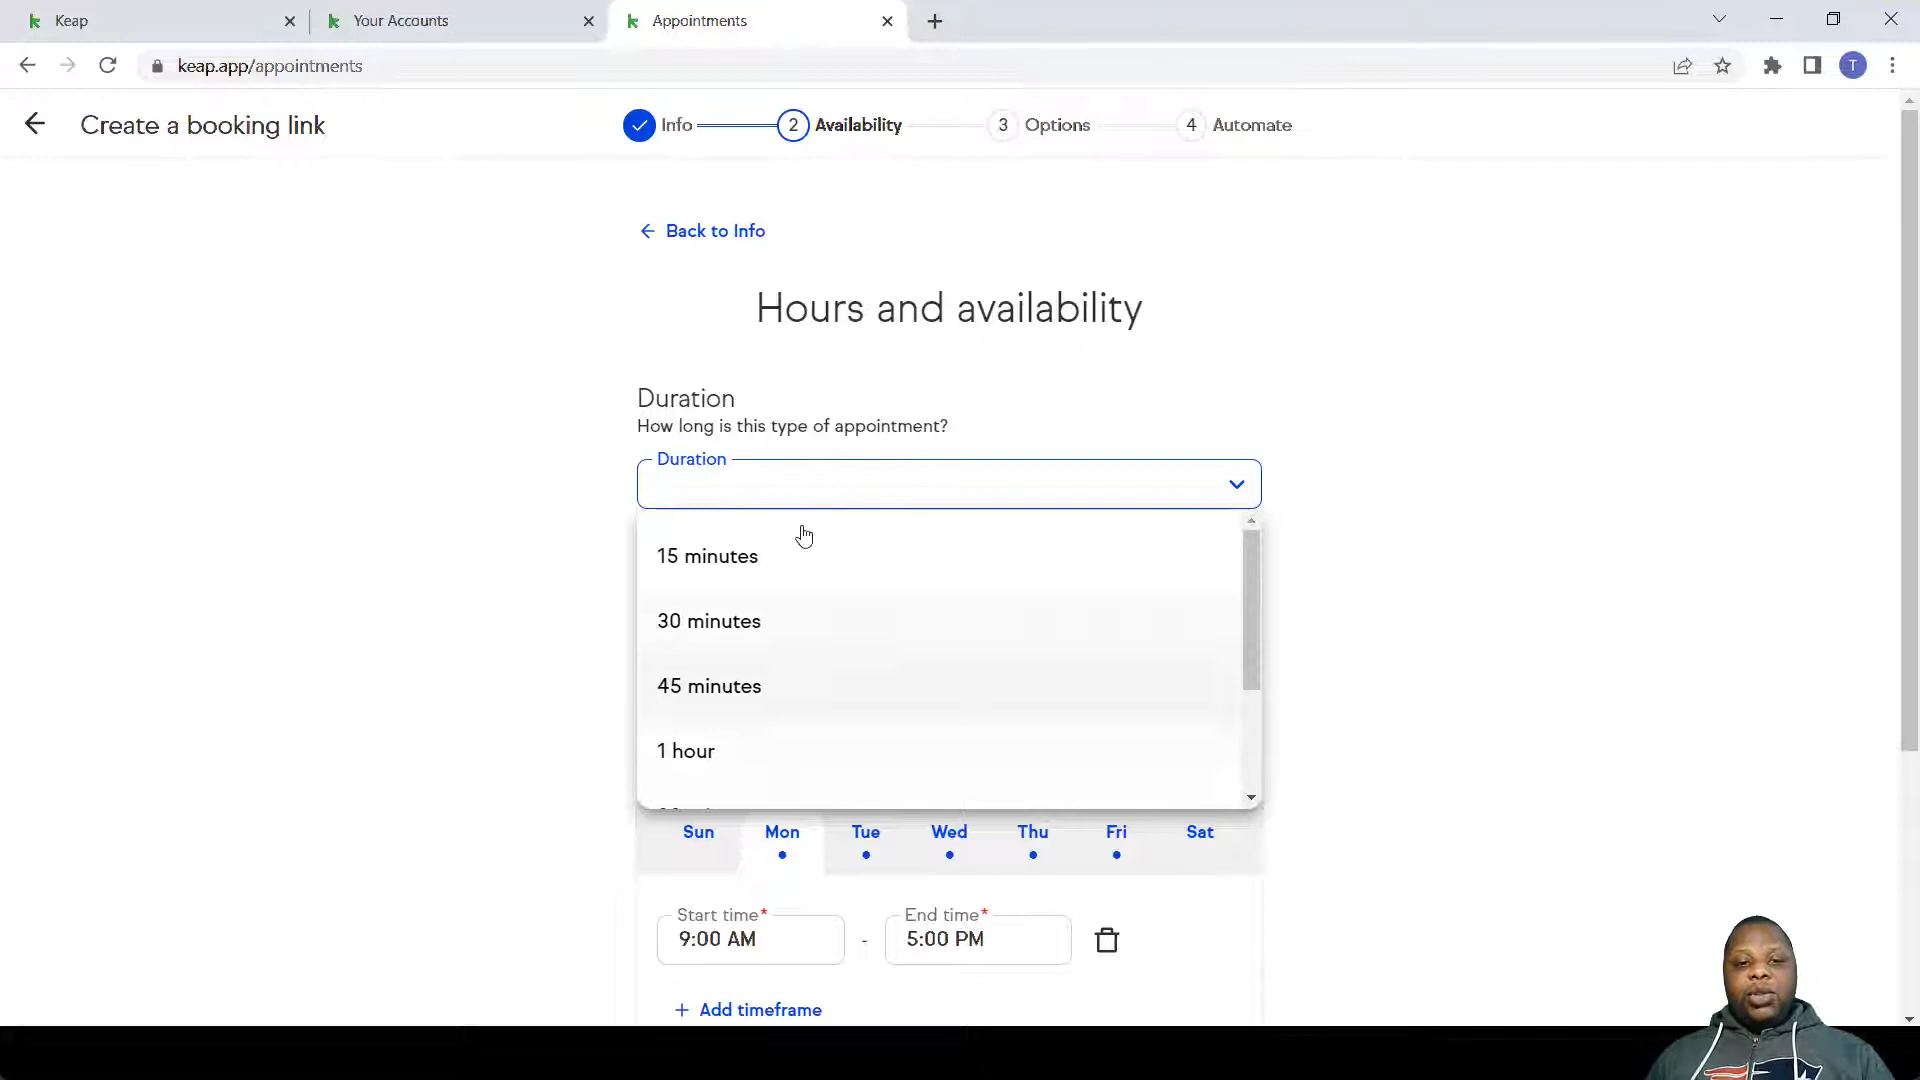 Keap
Your Accounts
Appointments
keap.app/appointments
T
Create a booking link
Info
2 Availability
3 Options
4 Automate
Back to Info
Hours and availability
Duration
How long is this type of appointment?
Duration
15 minutes
30 minutes
45 minutes
1 hour
Sun Mon Tue Wed Thu Fri Sat
Start time* End time*
9:00 AM - 5:00 PM
+ Add timeframe